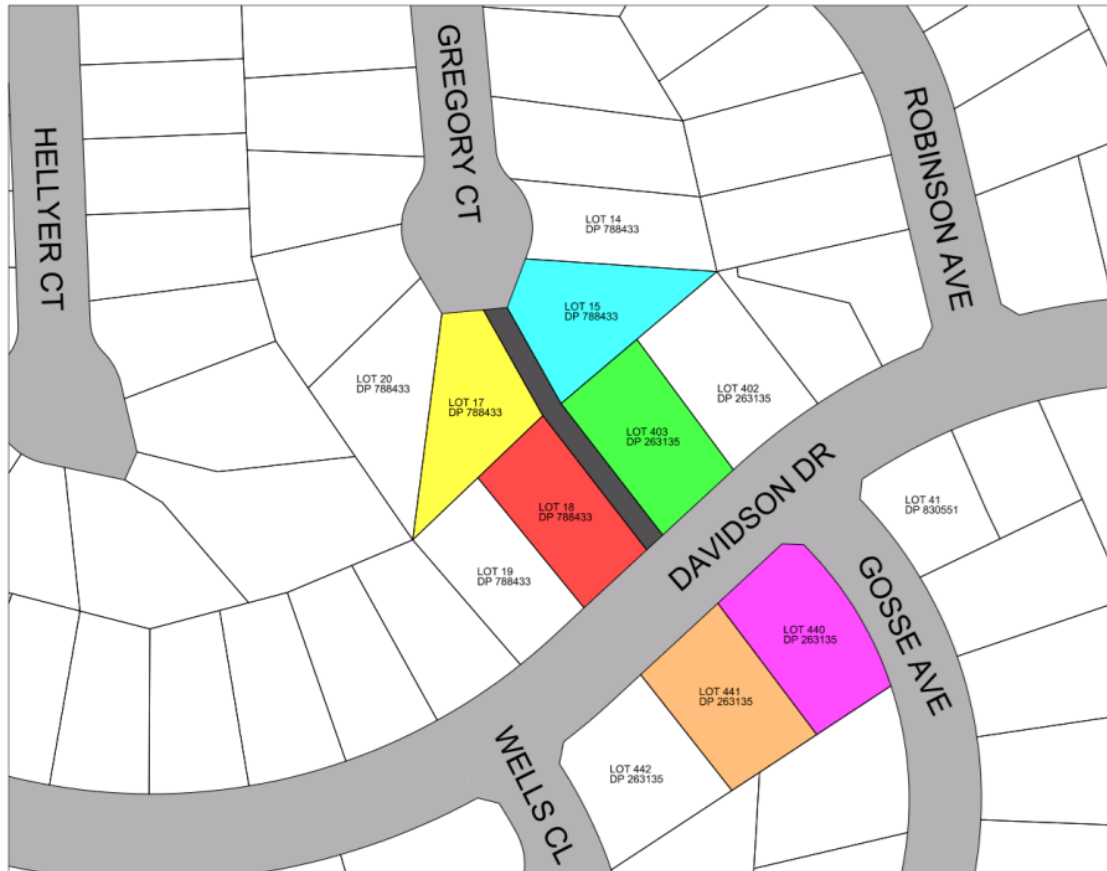 HELLYER CT
GREGORY CT
ROBINSON AVE
LOT 14
DP 788433
LOT 15
DP 788433
LOT 20
DP 788433
LOT 17
DP 788433
LOT 402
DP 263135
LOT 403
DP 263135
LOT 18
DP 788433
LOT 19
DP 788433
DAVIDSON DR
LOT 41
DP 830551
GOSSE AVE
LOT 440
DP 263135
LOT 441
DP 263135
LOT 442
DP 263135
WELLS CL